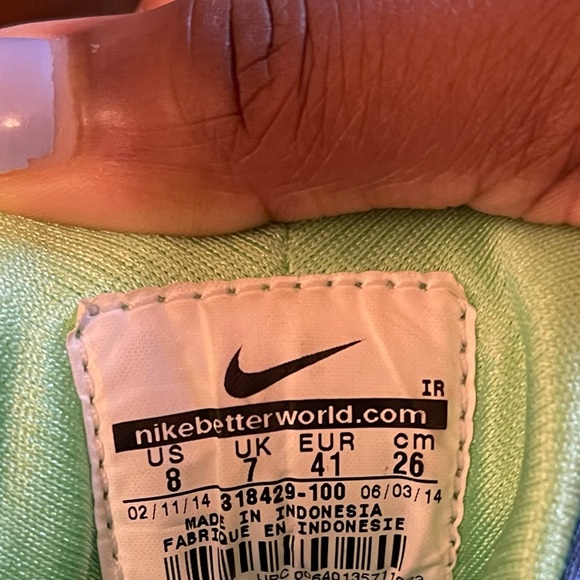 IR
nikebetterworld.com
US UK EUR cm
8 7 41 26
02/11/14 318429-100 06/03/14
MADE IN INDONESIA
FABRIQUE EN INDONESIE
UPC